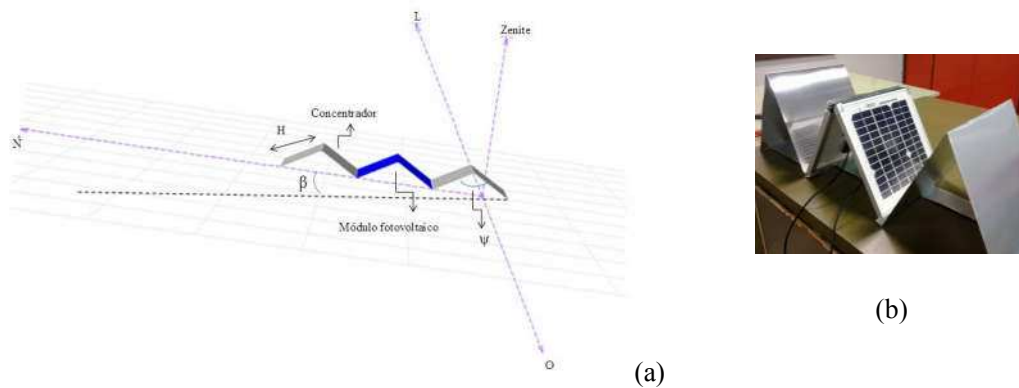 L
Zenite
Concentrador
H
N
β
Módulo fotovoltaico
ψ
O
(a)
(b)